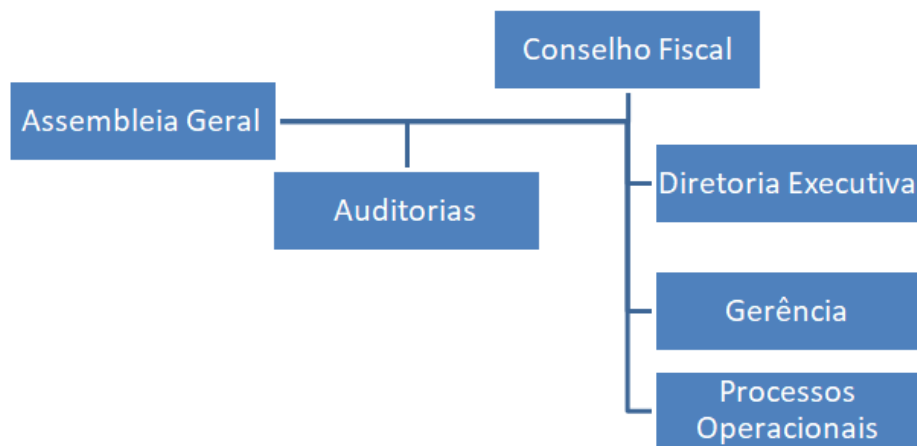 Conselho Fiscal
Assembleia Geral
Auditorias
Diretoria Executiva
Gerência
Processos
Operacionais